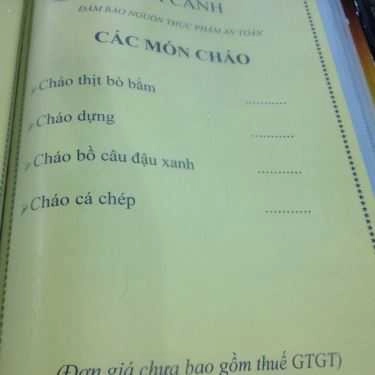 CẢNH
ĐẢM BẢO NGUỒN THỰC PHẨM AN TOÀN
CÁC MÓN CHÁO
Cháo thịt bò bằm ...........
Cháo dựng ............
Cháo bồ câu đậu xanh ............
Cháo cá chép ............
(Đơn giá chưa bao gồm thuế GTGT)